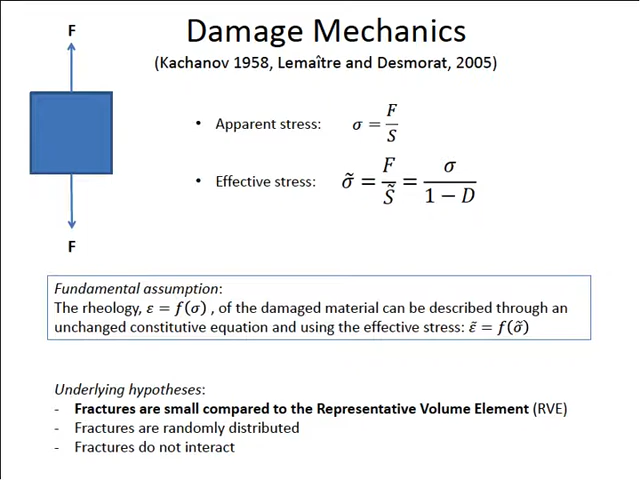 F
Damage Mechanics
(Kachanov 1958, Lemaître and Desmorat, 2005)
• Apparent stress: σ = F/S
• Effective stress: σ̃ = F/S̃ = σ/(1 − D)
F
Fundamental assumption:
The rheology, ε = f(σ) , of the damaged material can be described through an
unchanged constitutive equation and using the effective stress: ε̃ = f(σ̃)
Underlying hypotheses:
- Fractures are small compared to the Representative Volume Element (RVE)
- Fractures are randomly distributed
- Fractures do not interact